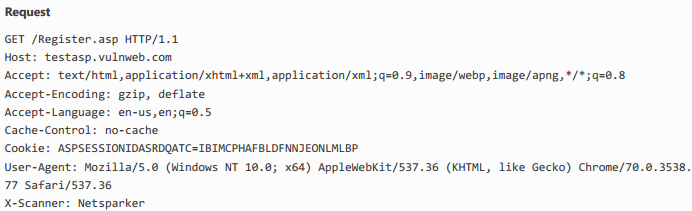 Request
GET /Register.asp HTTP/1.1
Host: testasp.vulnweb.com
Accept: text/html,application/xhtml+xml,application/xml;q=0.9,image/webp,image/apng,*/*;q=0.8
Accept-Encoding: gzip, deflate
Accept-Language: en-us,en;q=0.5
Cache-Control: no-cache
Cookie: ASPSESSIONIDASRDQATC=IBIMCPHAFBLDFNNJEONLMLBP
User-Agent: Mozilla/5.0 (Windows NT 10.0; x64) AppleWebKit/537.36 (KHTML, like Gecko) Chrome/70.0.3538.
77 Safari/537.36
X-Scanner: Netsparker